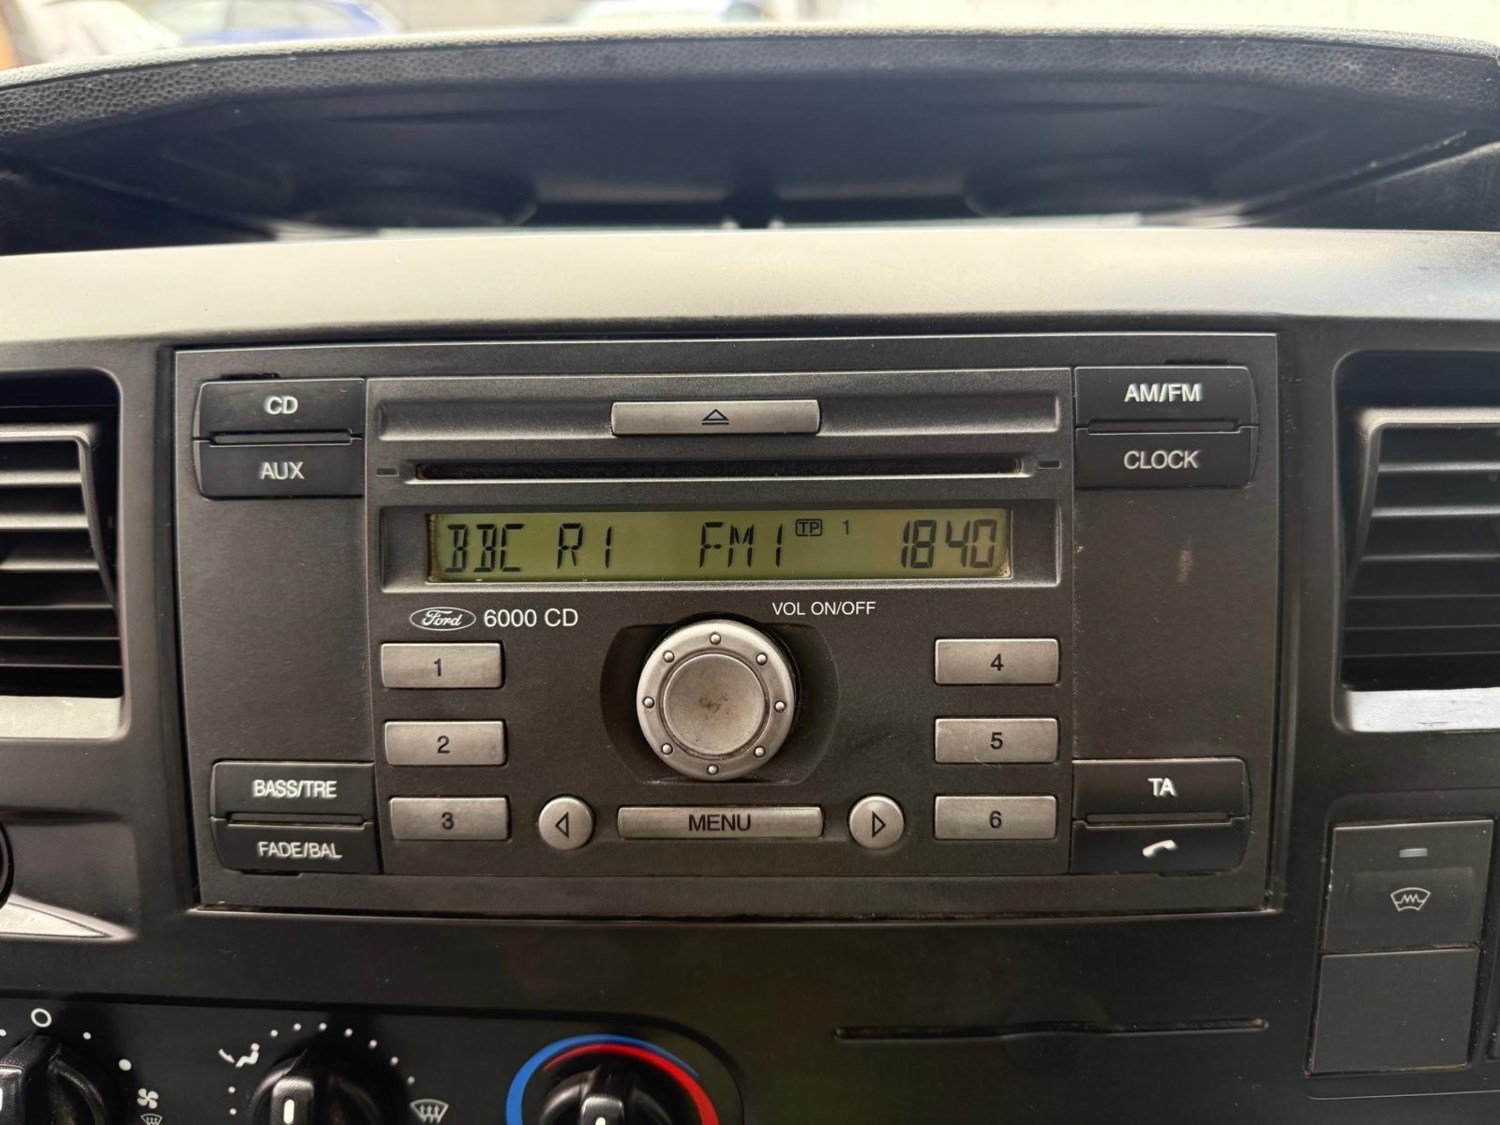 CD
AUX
AM/FM
CLOCK
BBC R1 FM1 TP 1 1840
Ford 6000 CD
VOL ON/OFF
1
2
3
4
5
6
MENU
BASS/TRE
FADE/BAL
TA